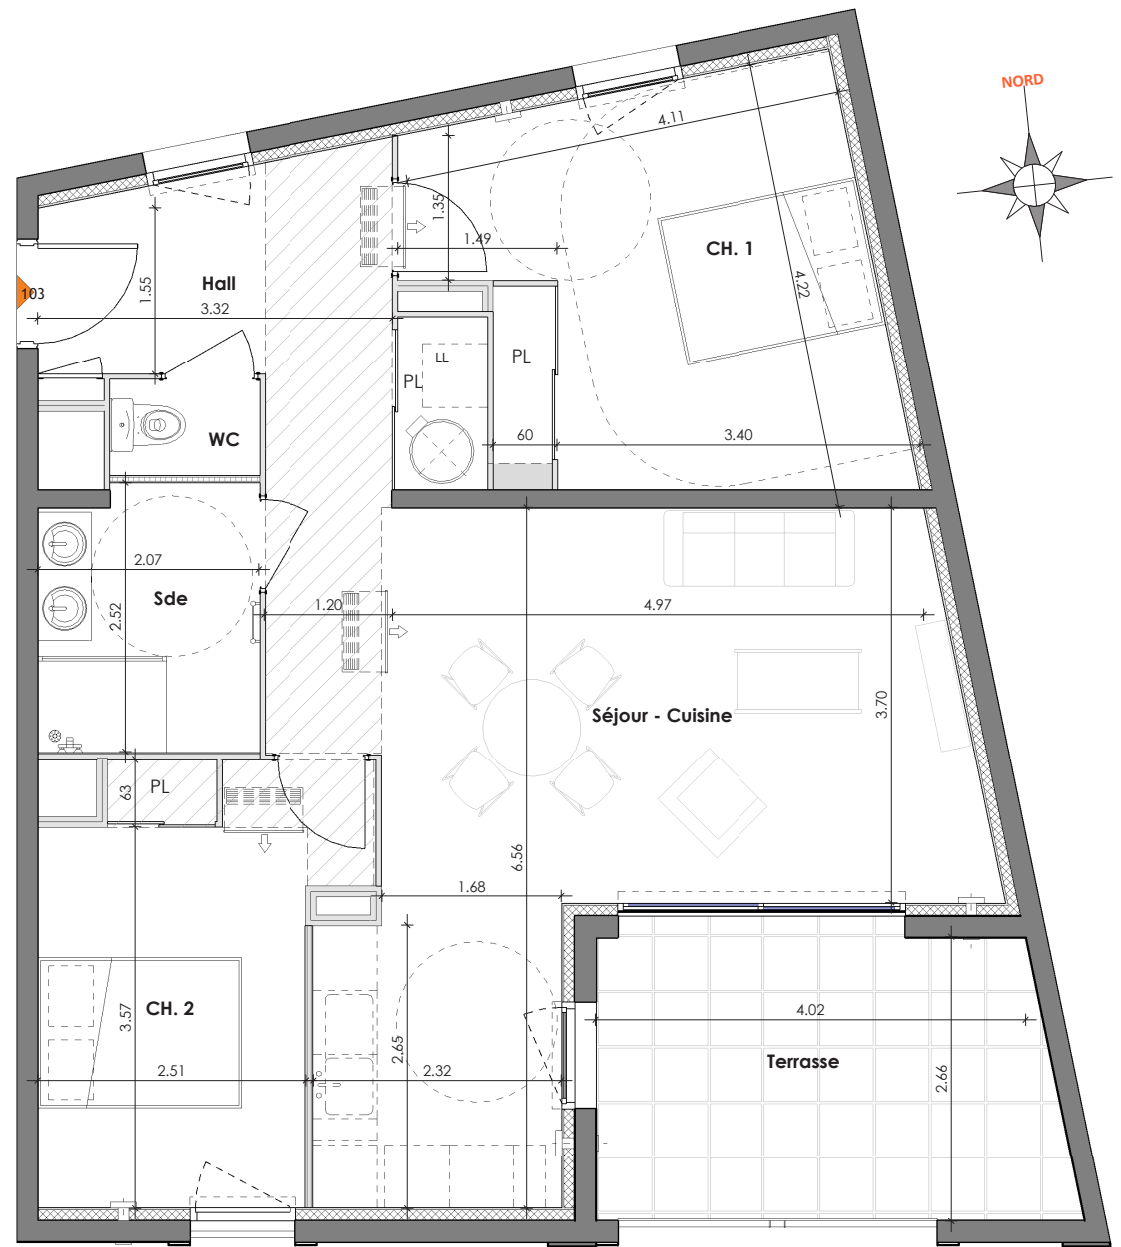 NORD
4.11
1.35
1.49
CH. 1
4.22
Hall
103
1.55
3.32
LL
PL
PL
WC
60
3.40
2.07
Sde
2.52
1.20
4.97
Séjour - Cuisine
3.70
63
PL
6.56
1.68
CH. 2
3.57
2.51
2.65
2.32
4.02
Terrasse
2.66